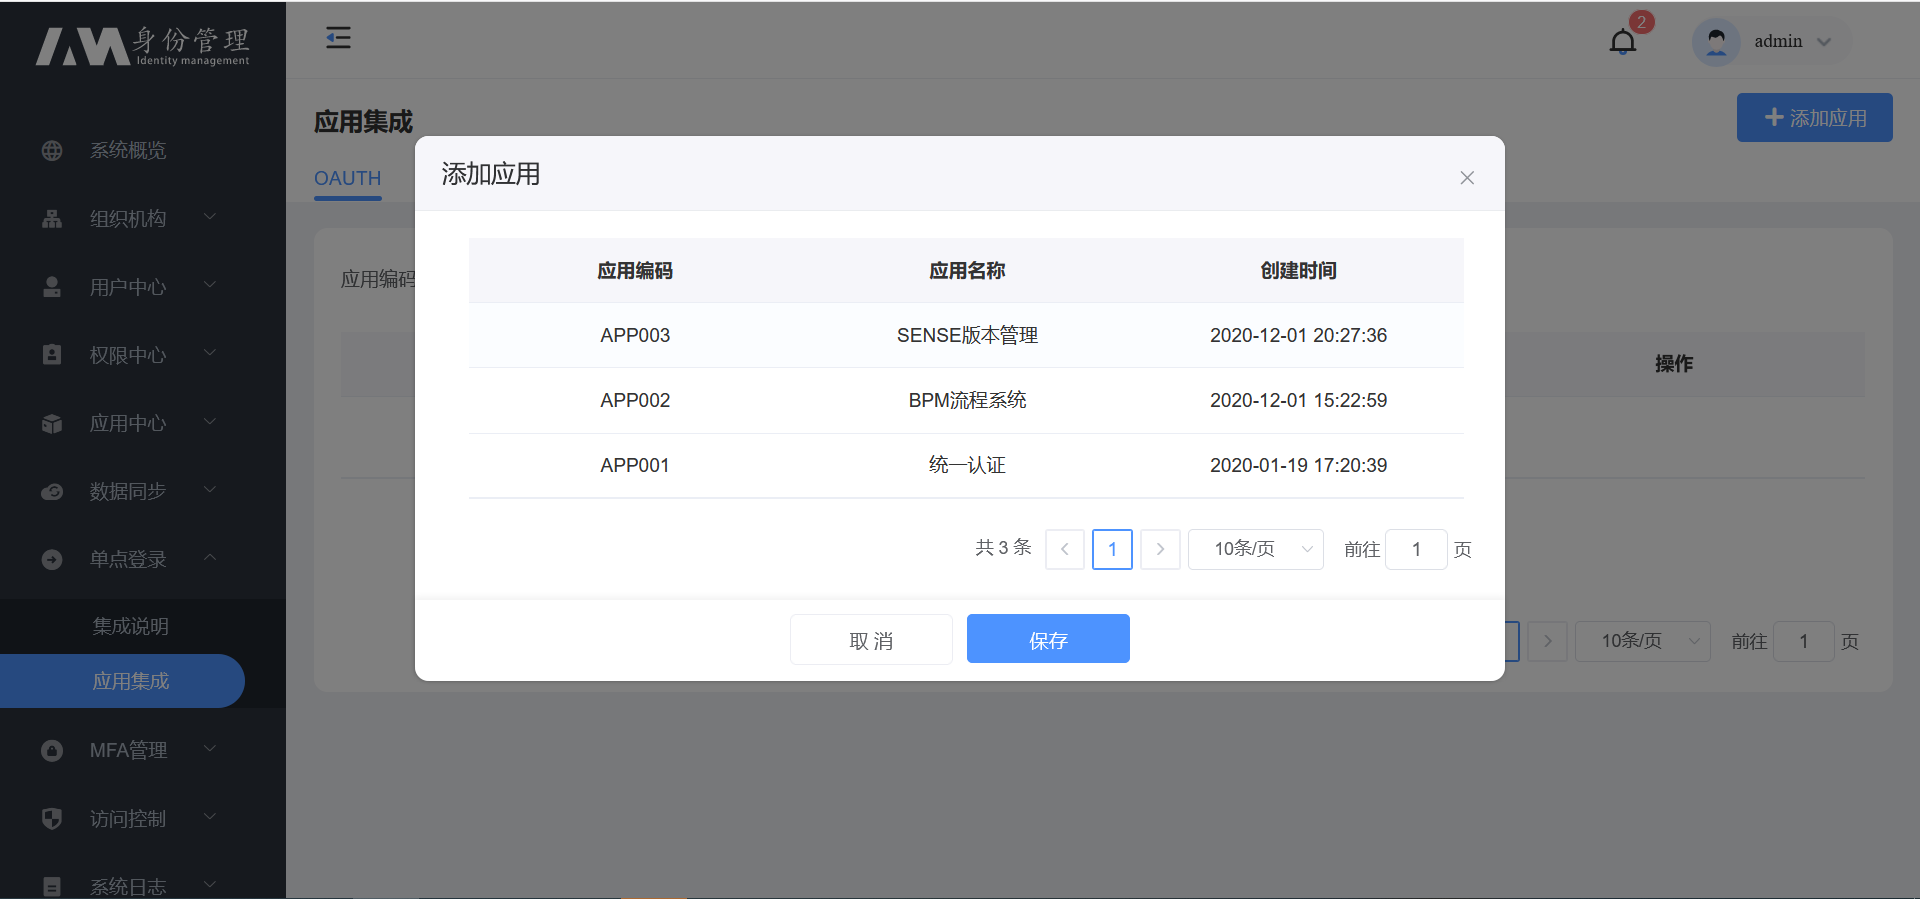 身份管理
Identity management
2
admin
系统概览
组织机构
用户中心
权限中心
应用中心
数据同步
单点登录
集成说明
应用集成
MFA管理
访问控制
系统日志
应用集成
添加应用
OAUTH
应用编码
操作
10条/页
前往 1 页
添加应用
应用编码 应用名称 创建时间
APP003 SENSE版本管理 2020-12-01 20:27:36
APP002 BPM流程系统 2020-12-01 15:22:59
APP001 统一认证 2020-01-19 17:20:39
共 3 条 1 10条/页 前往 1 页
取 消 保存